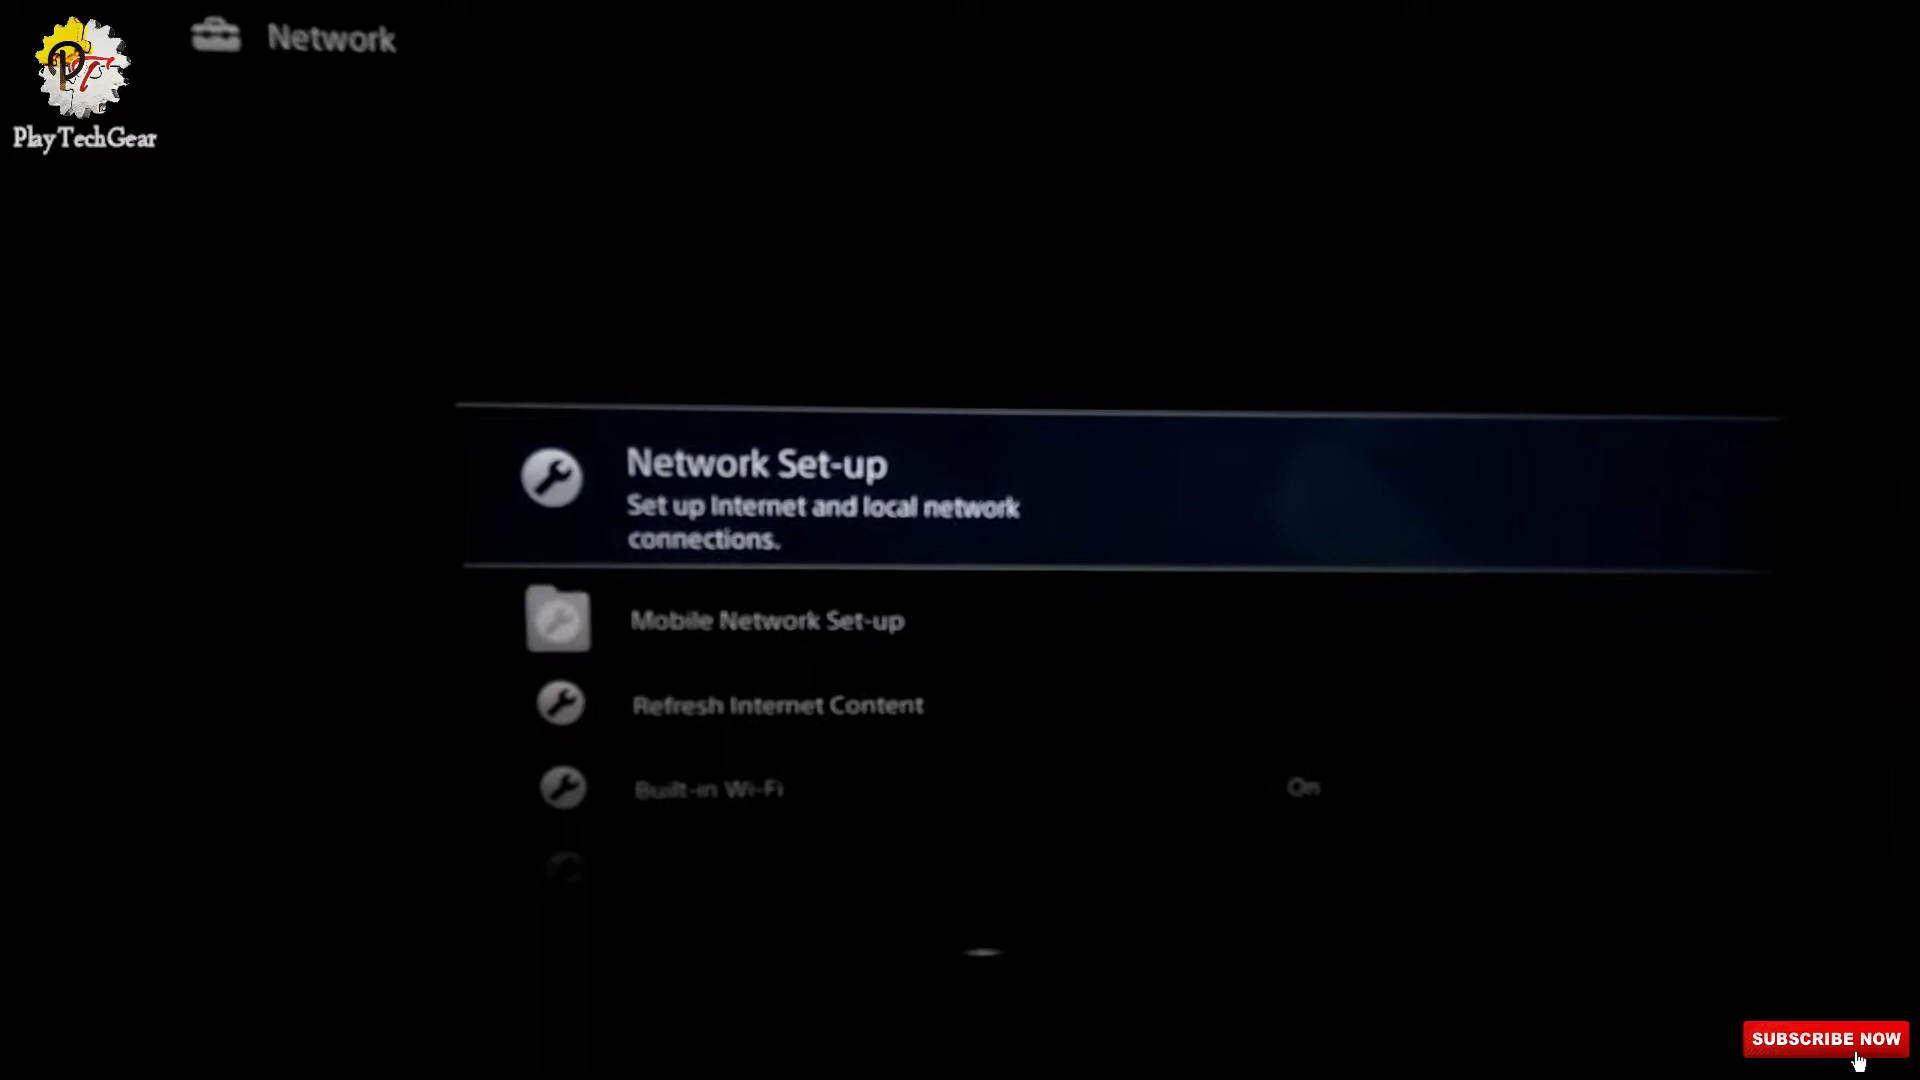 Network
PT
PlayTechGear
Network Set-up
Set up Internet and local network
connections.
Mobile Network Set-up
Refresh Internet Content
Built-in Wi-Fi
On
SUBSCRIBE NOW